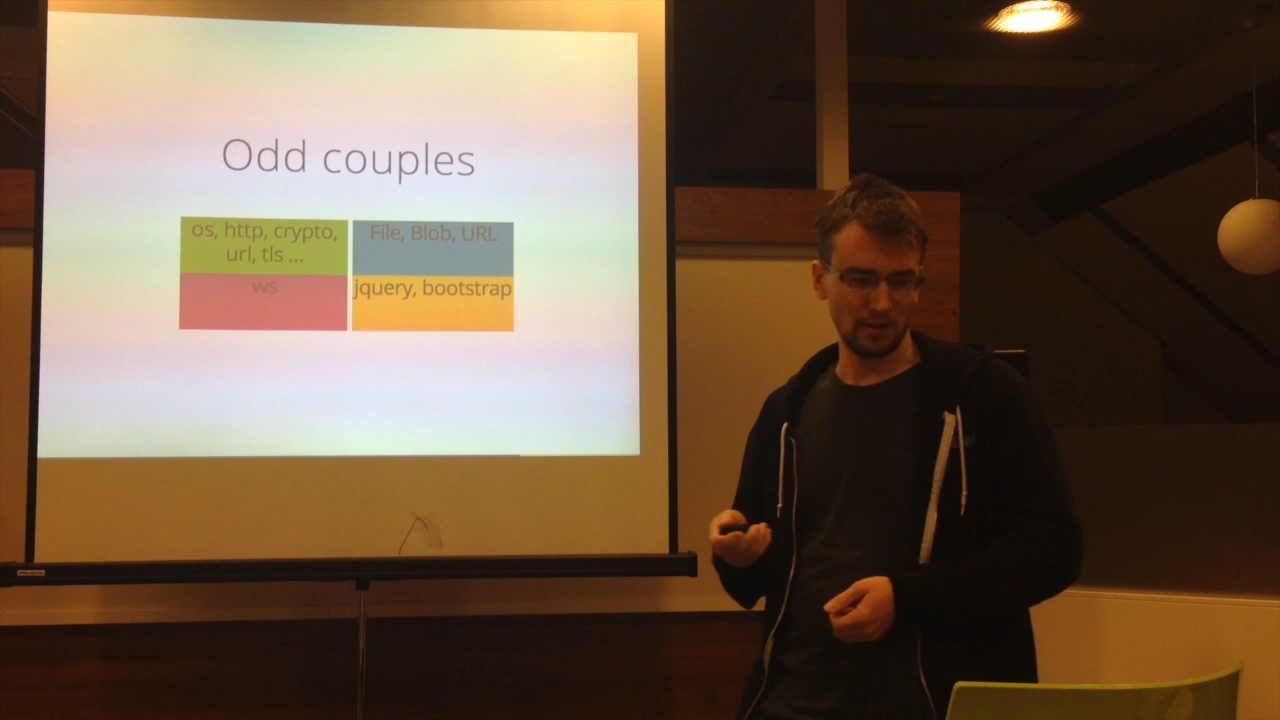 Odd couples
os, http, crypto,
url, tls ...
File, Blob, URL
ws
jquery, bootstrap